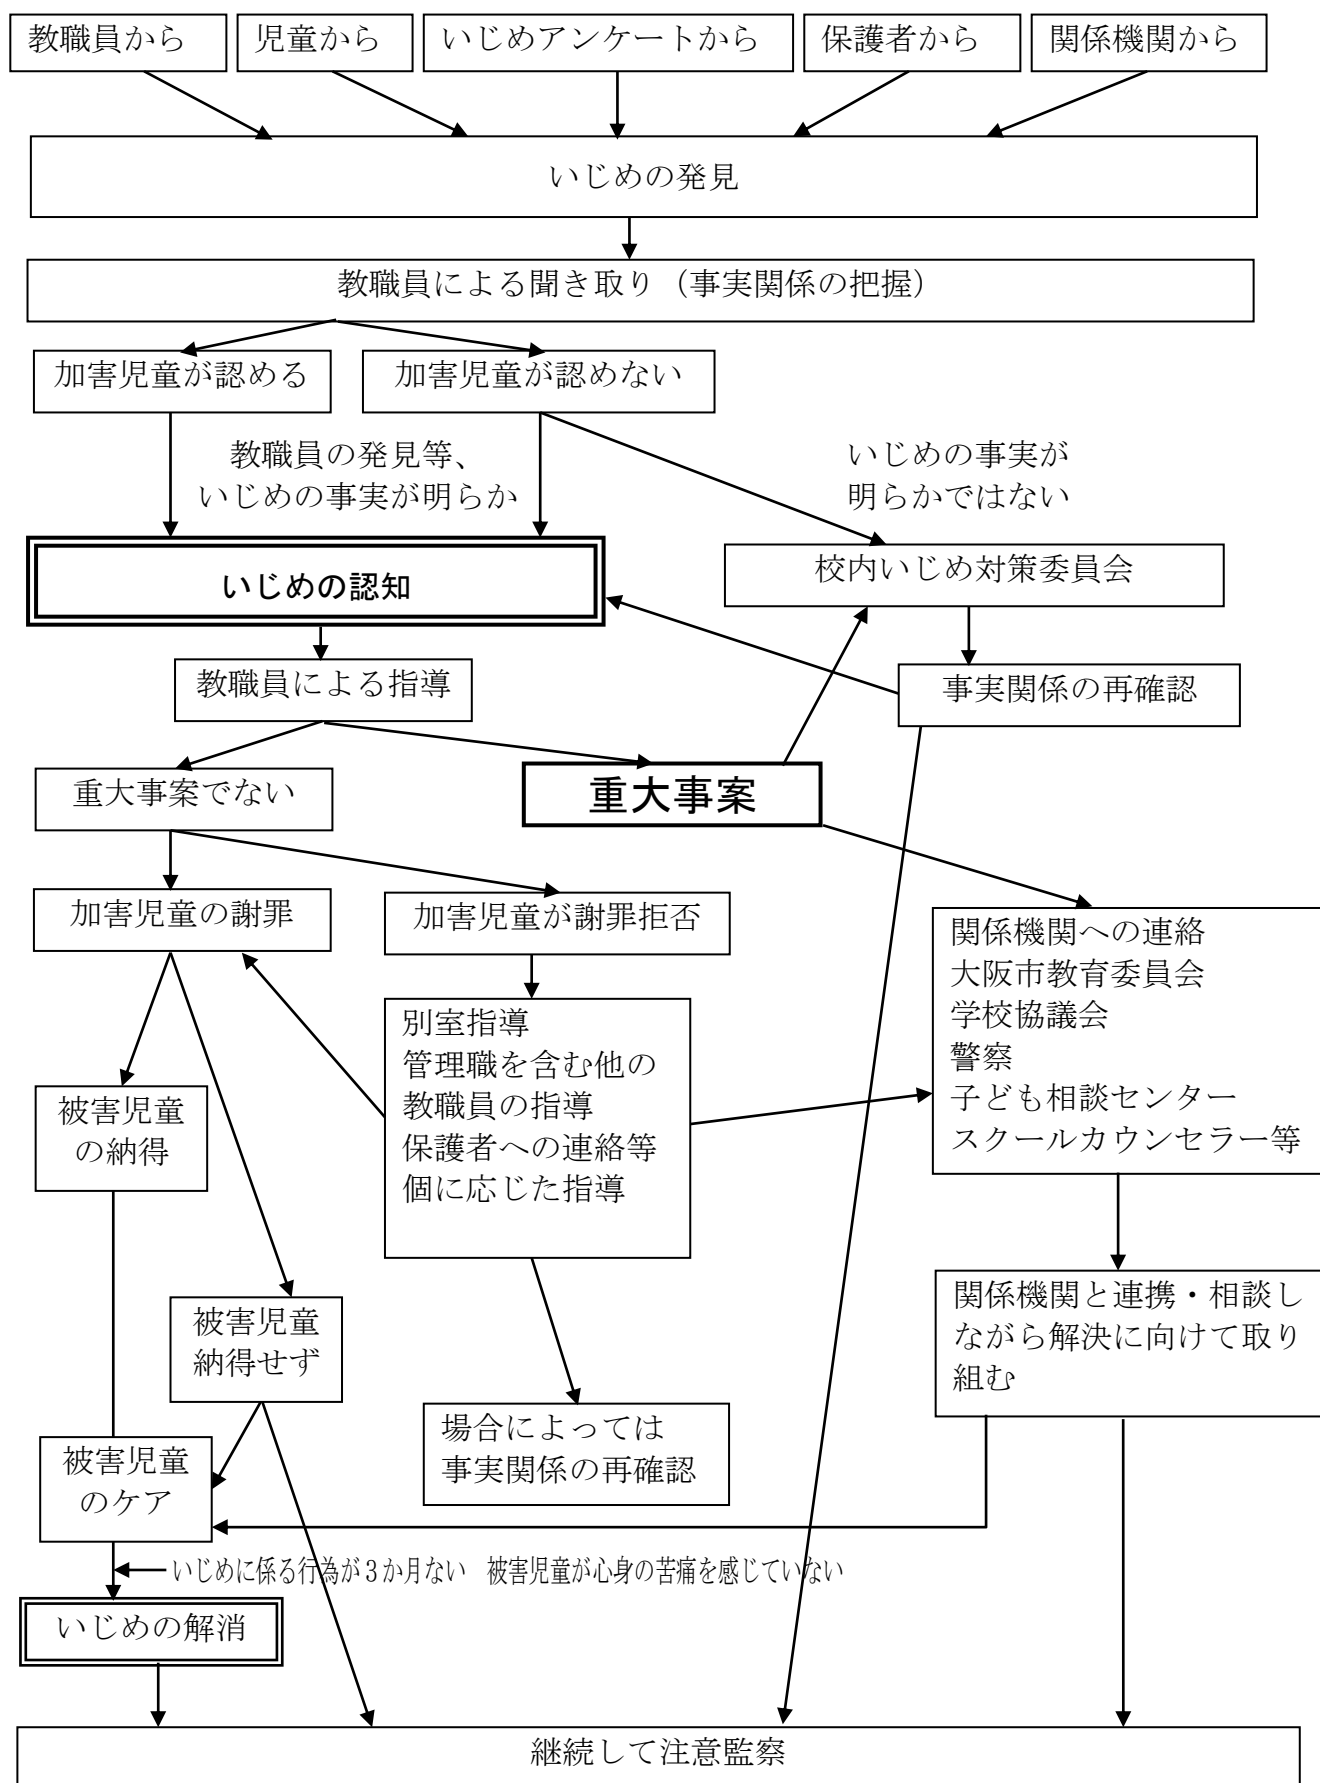 教職員から
児童から
いじめアンケートから
保護者から
関係機関から
いじめの発見
教職員による聞き取り（事実関係の把握）
加害児童が認める
加害児童が認めない
教職員の発見等、
いじめの事実が明らか
いじめの事実が
明らかではない
いじめの認知
校内いじめ対策委員会
教職員による指導
事実関係の再確認
重大事案でない
重大事案
加害児童の謝罪
加害児童が謝罪拒否
関係機関への連絡
大阪市教育委員会
学校協議会
警察
子ども相談センター
スクールカウンセラー等
別室指導
管理職を含む他の
教職員の指導
保護者への連絡等
個に応じた指導
被害児童
の納得
被害児童
納得せず
関係機関と連携・相談し
ながら解決に向けて取り
組む
場合によっては
事実関係の再確認
被害児童
のケア
いじめに係る行為が３か月ない　被害児童が心身の苦痛を感じていない
いじめの解消
継続して注意監察